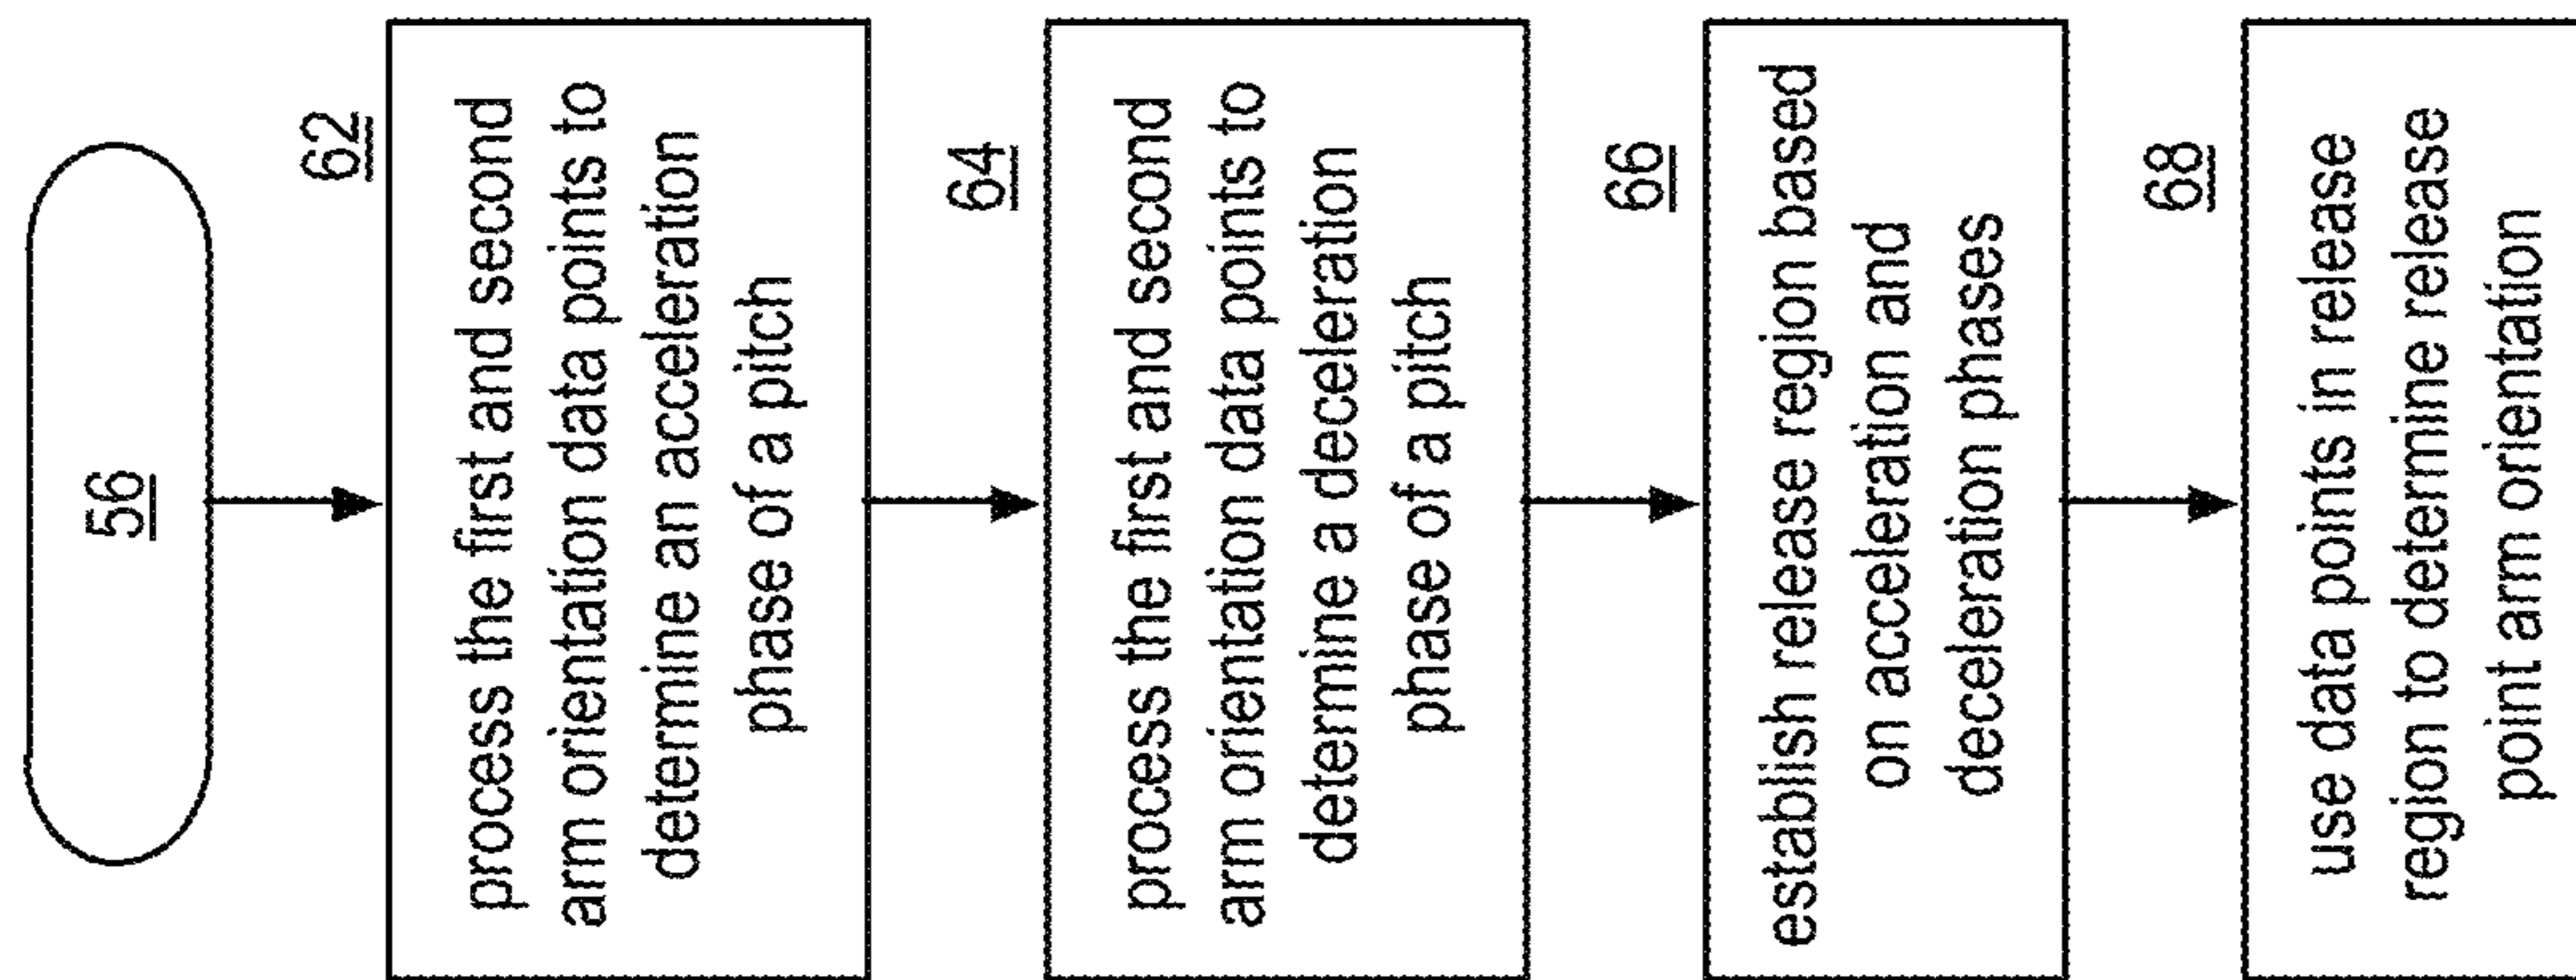 56
62
process the first and second
arm orientation data points to
determine an acceleration
phase of a pitch
64
process the first and second
arm orientation data points to
determine a deceleration
phase of a pitch
66
establish release region based
on acceleration and
deceleration phases
68
use data points in release
region to determine release
point arm orientation